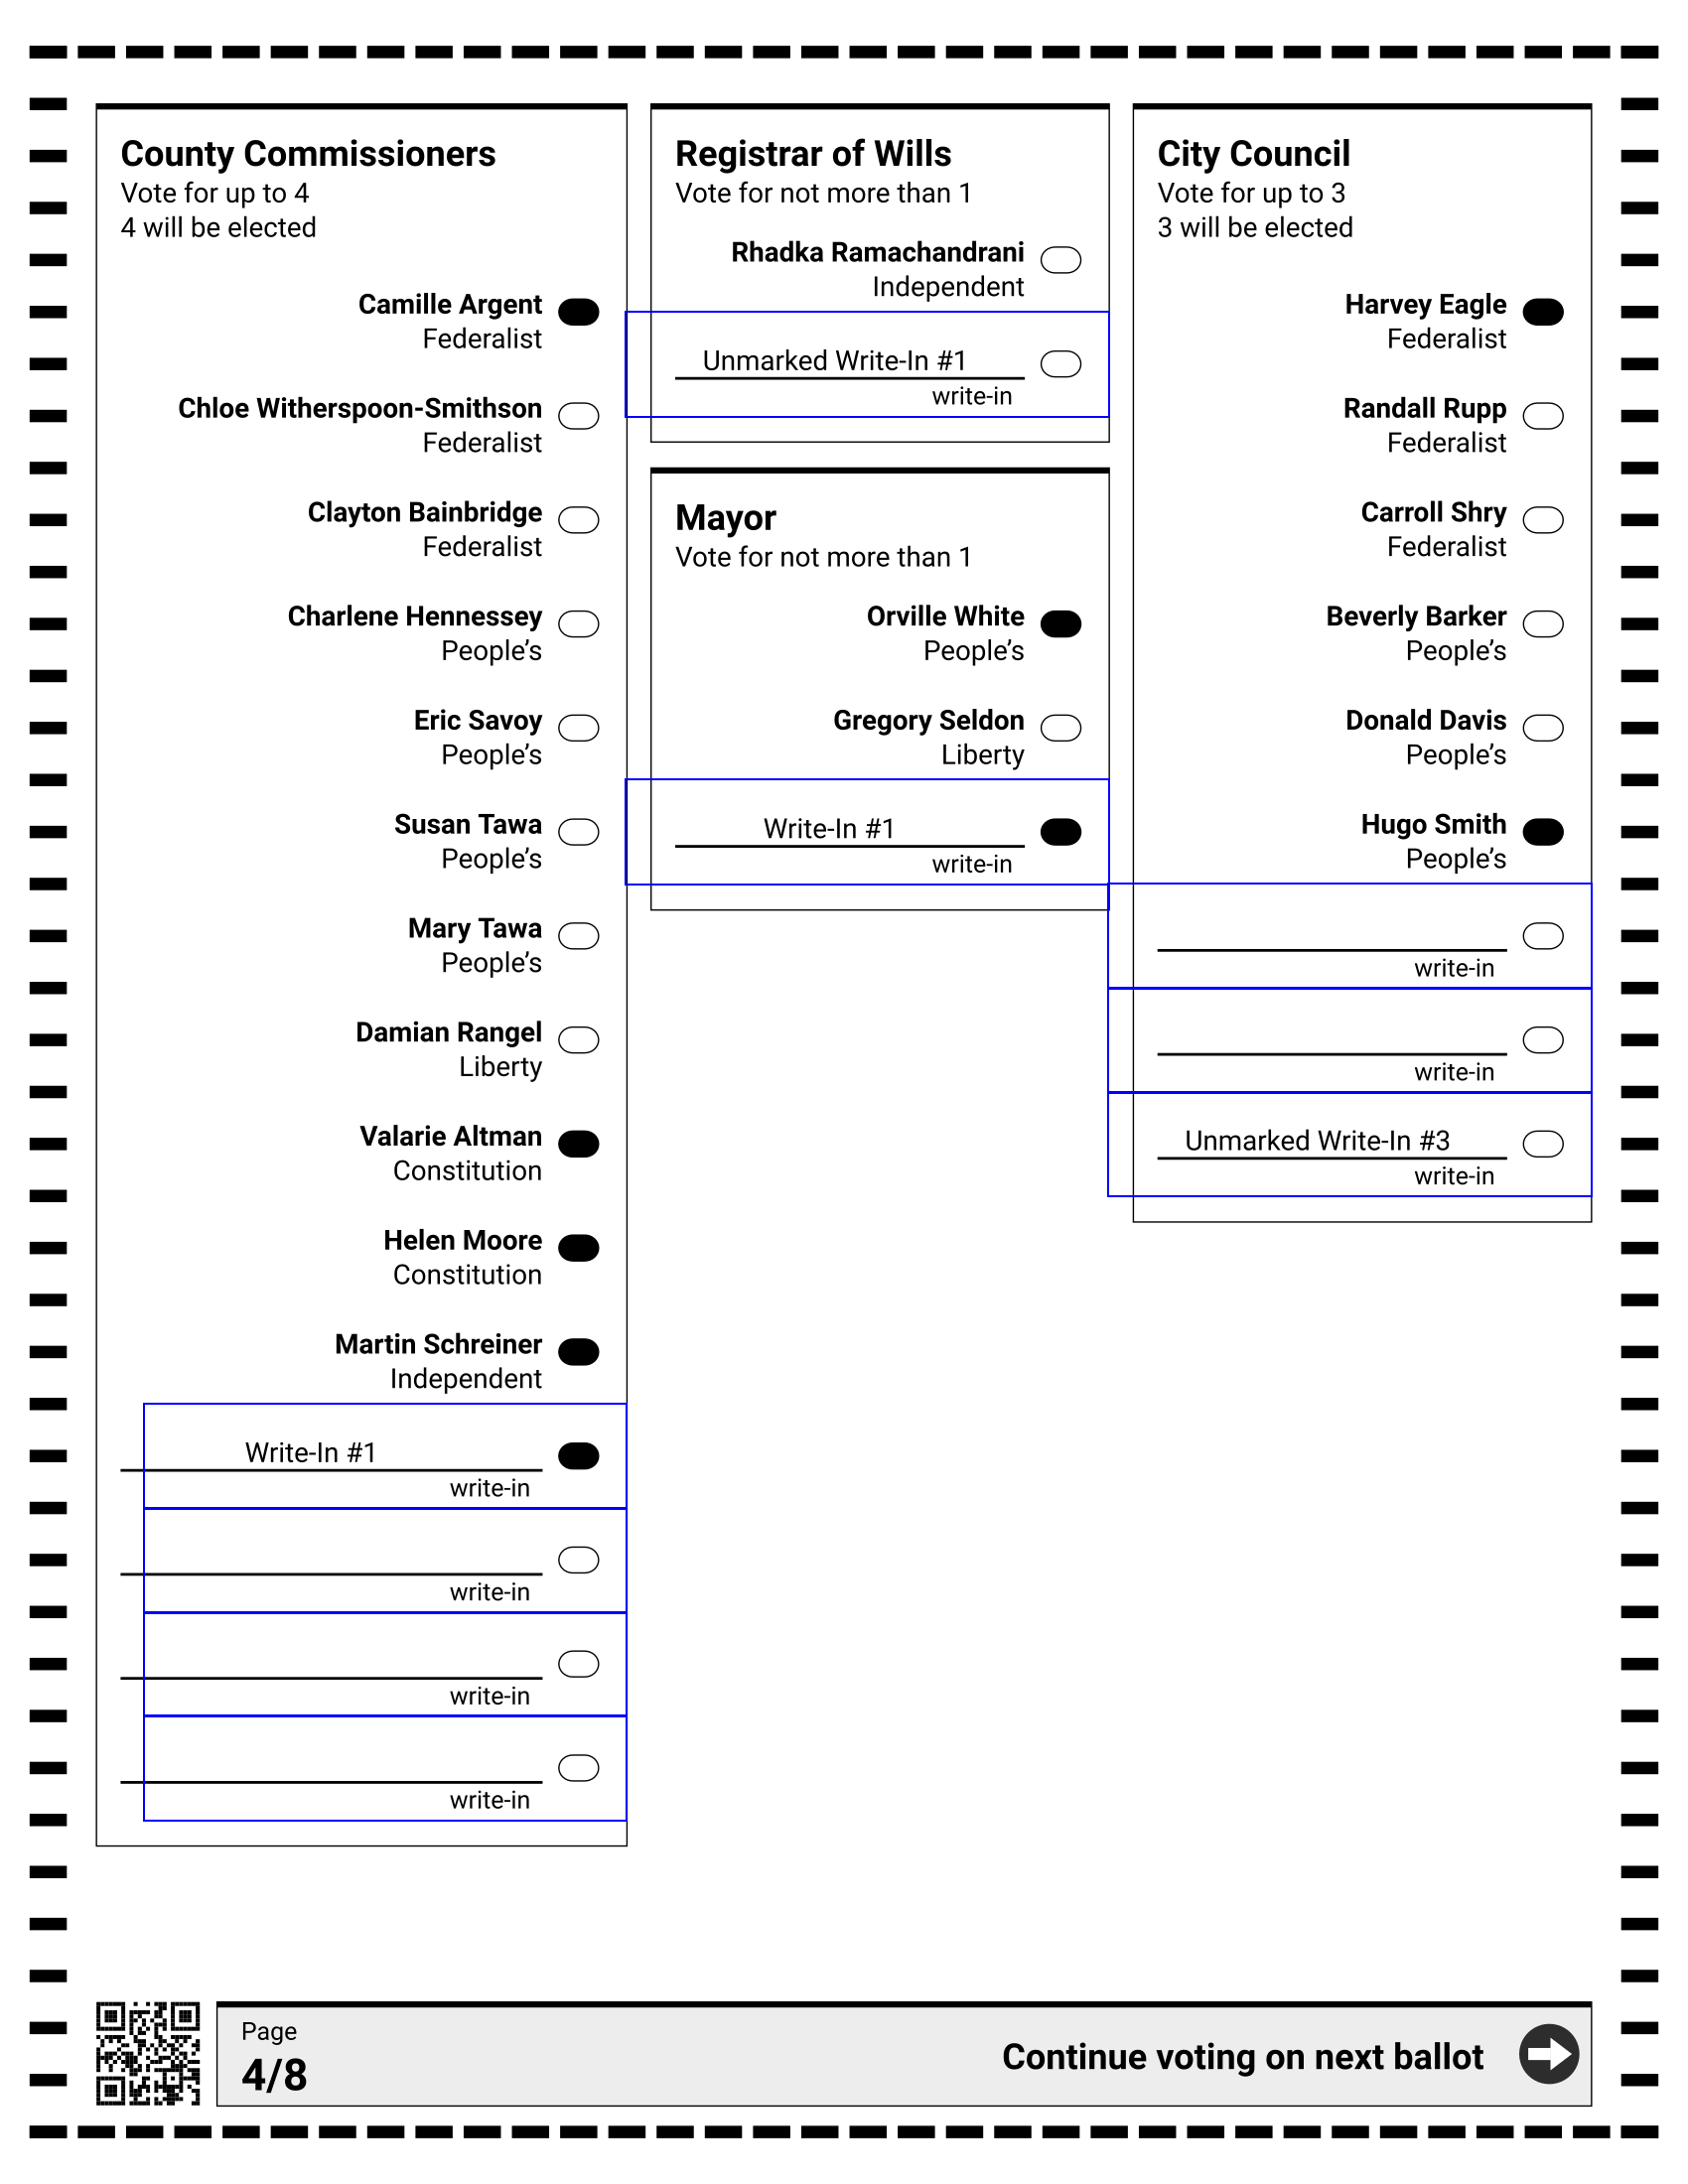 County Commissioners
Vote for up to 4
4 will be elected
Camille Argent
Federalist
Chloe Witherspoon-Smithson
Federalist
Clayton Bainbridge
Federalist
Charlene Hennessey
People’s
Eric Savoy
People’s
Susan Tawa
People’s
Mary Tawa
People’s
Damian Rangel
Liberty
Valarie Altman
Constitution
Helen Moore
Constitution
Martin Schreiner
Independent
Write-In #1
write-in
write-in
write-in
write-in
Registrar of Wills
Vote for not more than 1
Rhadka Ramachandrani
Independent
Unmarked Write-In #1
write-in
Mayor
Vote for not more than 1
Orville White
People’s
Gregory Seldon
Liberty
Write-In #1
write-in
City Council
Vote for up to 3
3 will be elected
Harvey Eagle
Federalist
Randall Rupp
Federalist
Carroll Shry
Federalist
Beverly Barker
People’s
Donald Davis
People’s
Hugo Smith
People’s
write-in
write-in
Unmarked Write-In #3
write-in
Page
4/8
Continue voting on next ballot